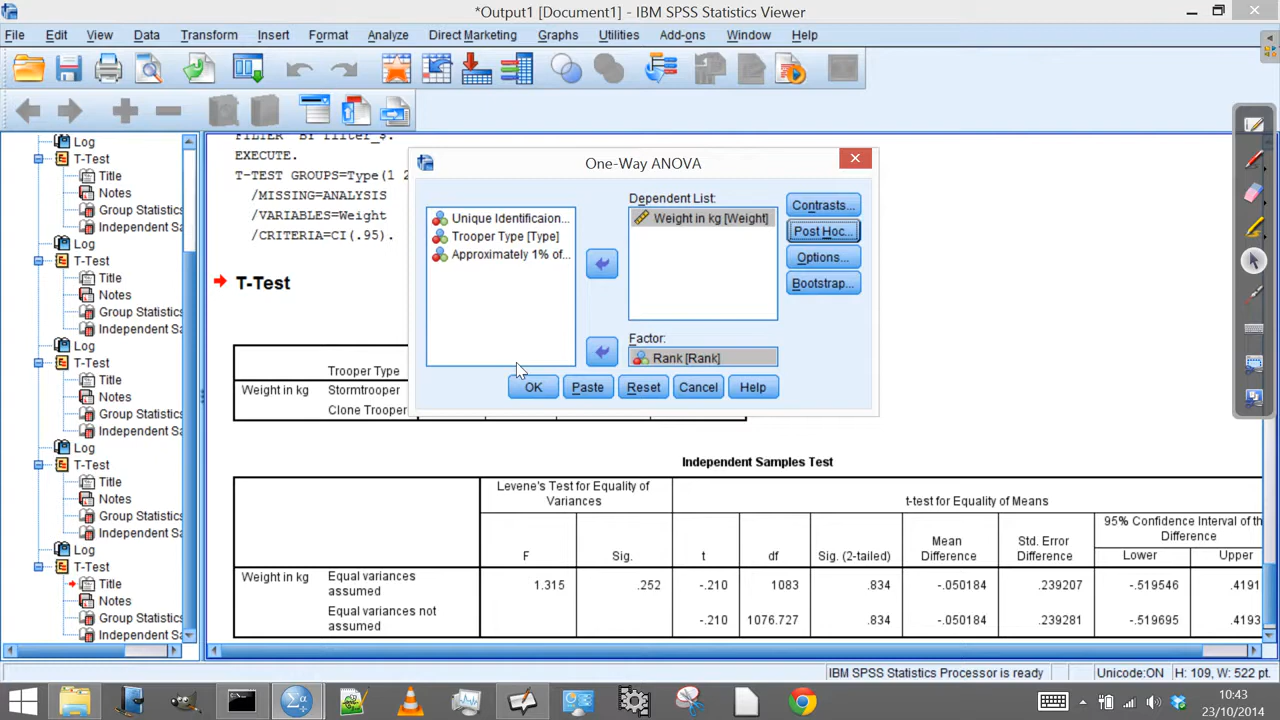 *Output1 [Document1] - IBM SPSS Statistics Viewer
File Edit View Data Transform Insert Format Analyze Direct Marketing Graphs Utilities Add-ons Window Help
Log
T-Test
Title
Notes
Group Statistics
Independent Sa
Log
T-Test
Title
Notes
Group Statistics
Independent Sa
Log
T-Test
Title
Notes
Group Statistics
Independent Sa
Log
T-Test
Title
Notes
Group Statistics
Independent Sa
Log
T-Test
Title
Notes
Group Statistics
Independent Sa
FILTER BY filter_$.
EXECUTE.
T-TEST GROUPS=Type(1 2
/MISSING=ANALYSIS
/VARIABLES=Weight
/CRITERIA=CI(.95).
T-Test
Trooper Type
Weight in kg Stormtrooper
Clone Trooper
One-Way ANOVA
Unique Identificaion...
Trooper Type [Type]
Approximately 1% of...
Dependent List:
Weight in kg [Weight]
Factor:
Rank [Rank]
Contrasts...
Post Hoc...
Options...
Bootstrap...
OK Paste Reset Cancel Help
Independent Samples Test
Levene's Test for Equality of Variances
t-test for Equality of Means
95% Confidence Interval of th
Difference
F Sig. t df Sig. (2-tailed) Mean Difference Std. Error Difference Lower Upper
Weight in kg Equal variances assumed 1.315 .252 -.210 1083 .834 -.050184 .239207 -.519546 .4191
Equal variances not assumed -.210 1076.727 .834 -.050184 .239281 -.519695 .4193
IBM SPSS Statistics Processor is ready Unicode:ON H: 109, W: 522 pt.
10:43
23/10/2014